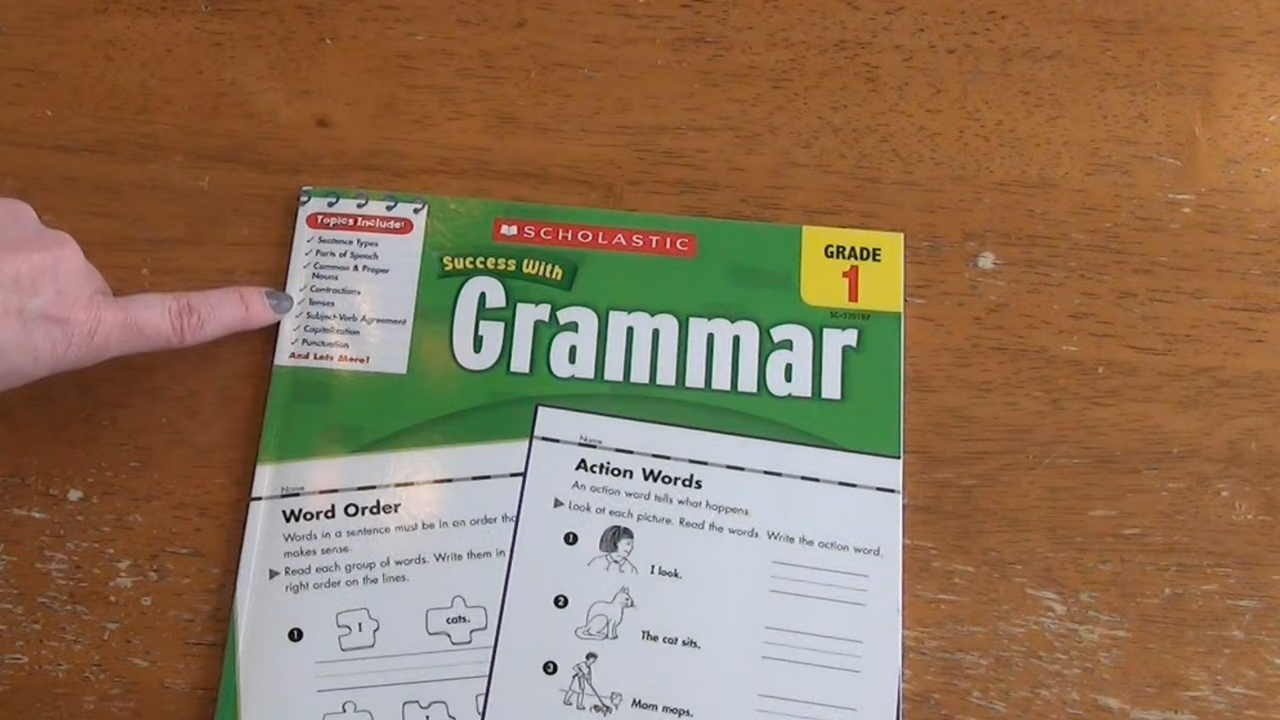 Topics Include!
✓ Sentence Types
✓ Parts of Speech
✓ Common & Proper
Nouns
✓ Contractions
✓ Tenses
✓ Subject-Verb Agreement
✓ Capitalization
✓ Punctuation
And Lots More!
SCHOLASTIC
Success With
Grammar
GRADE
1
Name
Word Order
Words in a sentence must be in an order
makes sense.
Read each group of words. Write them in
right order on the lines.
1
I
cats.
Name
Action Words
An action word tells what happens.
Look at each picture. Read the words. Write the action word.
1
I look.
2
The cat sits.
3
Mom mops.